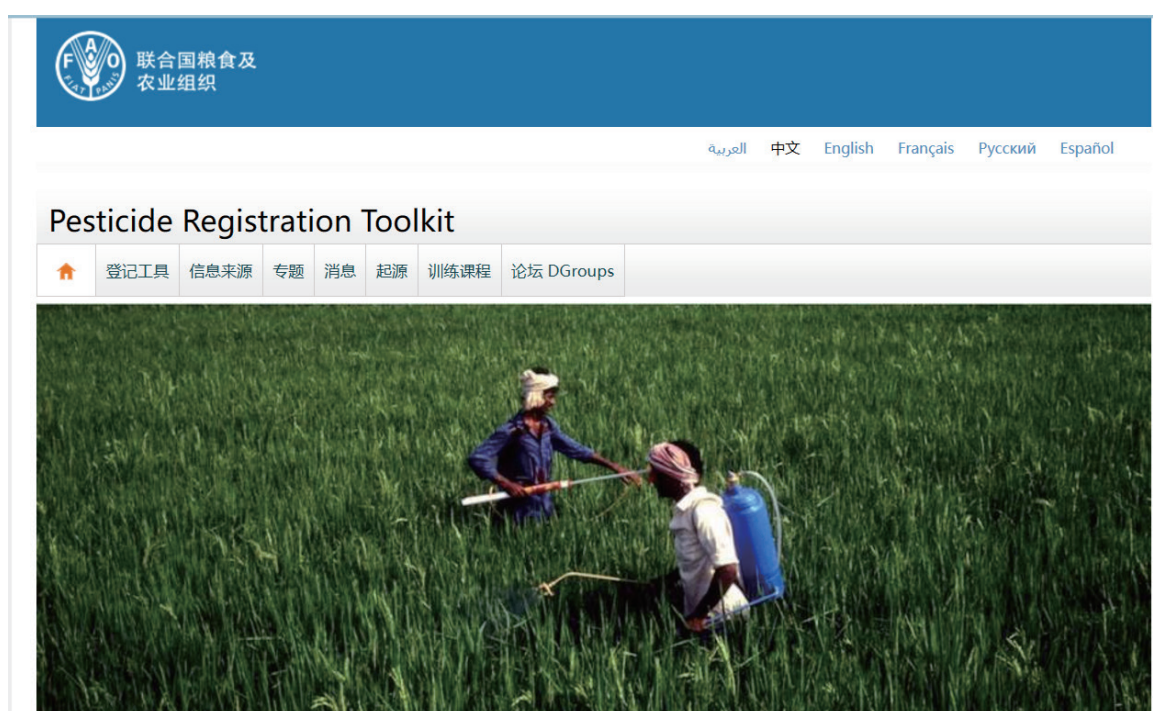 FAO
FIAT PANIS
联合国粮食及
农业组织
العربية 中文 English Français Русский Español
Pesticide Registration Toolkit
登记工具 信息来源 专题 消息 起源 训练课程 论坛 DGroups